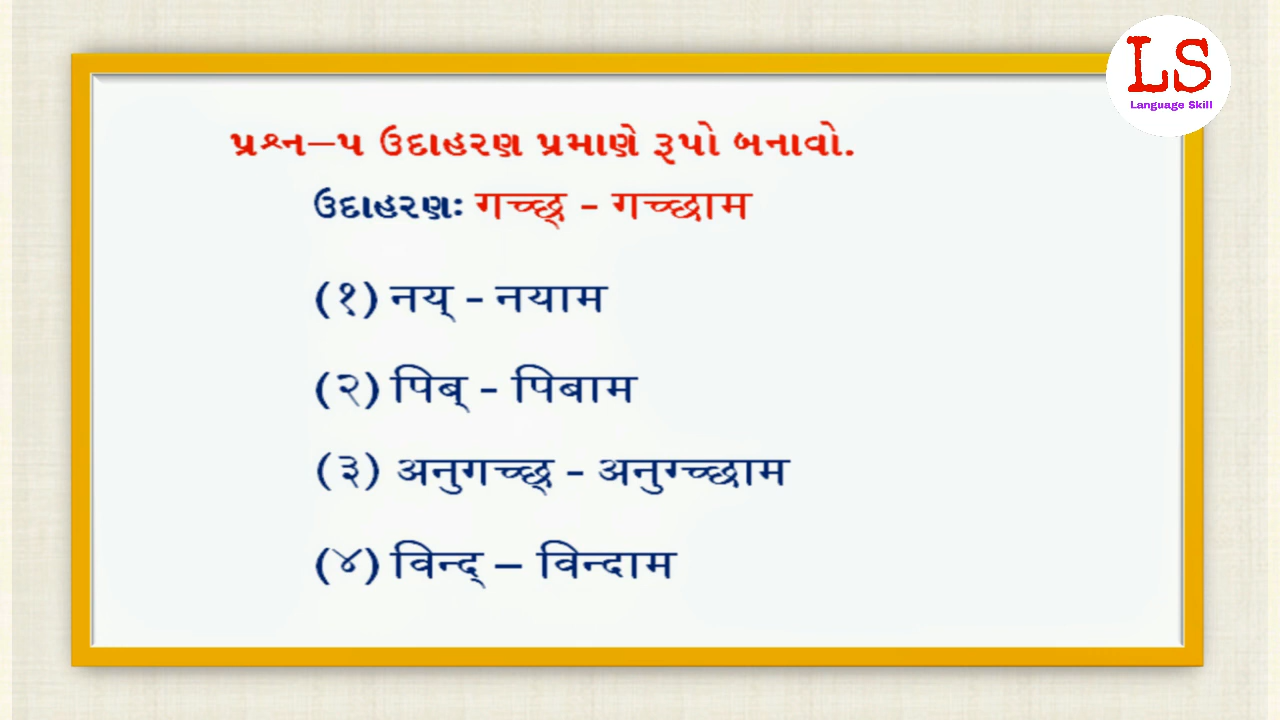 LS
Language Skill
પ્રશ્ન–૫ ઉદાહરણ પ્રમાણે રૂપો બનાવો.
ઉદાહરણઃ गच्छ् - गच्छाम
(१) नय् - नयाम
(२) पिब् - पिबाम
(३) अनुगच्छ् - अनुग्च्छाम
(४) विन्द् – विन्दाम